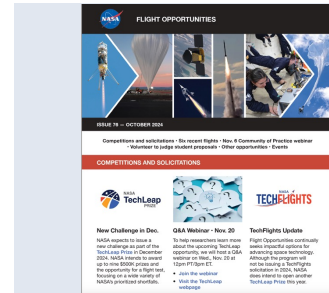 NASA
FLIGHT OPPORTUNITIES
ISSUE 76 — OCTOBER 2024
Competitions and solicitations • Six recent flights • Nov. 6 Community of Practice webinar
• Volunteer to judge student proposals • Other opportunities • Events
COMPETITIONS AND SOLICITATIONS
NASA
TechLeap
PRIZE
NASA
TECHFLIGHTS
New Challenge in Dec.
NASA expects to issue a
new challenge as part of the
TechLeap Prize in December
2024. NASA intends to award
up to nine $500K prizes and
the opportunity for a flight test,
focusing on a wide variety of
NASA's prioritized shortfalls.
Q&A Webinar - Nov. 20
To help researchers learn more
about the upcoming TechLeap
opportunity, we will host a Q&A
webinar on Wed., Nov. 20 at
12pm PT/3pm ET.
• Join the webinar
• Visit the TechLeap
webpage
TechFlights Update
Flight Opportunities continually
seeks impactful options for
advancing space technology.
Although the program will
not be issuing a TechFlights
solicitation in 2024, NASA
does intend to open another
TechLeap Prize this year.